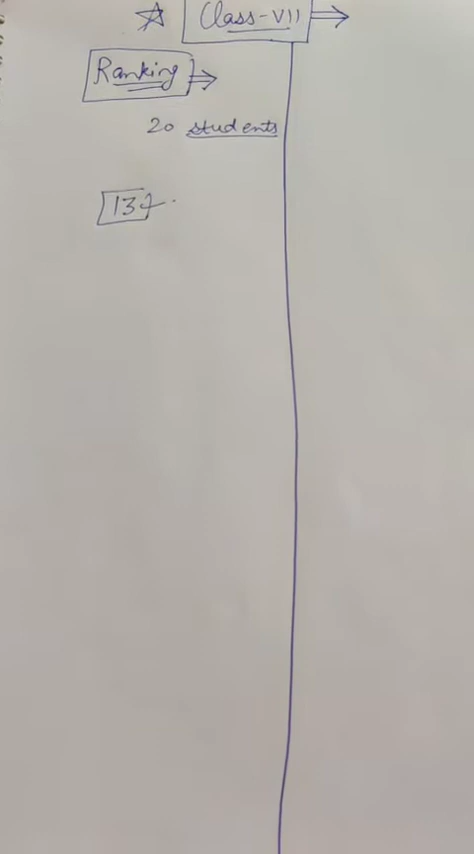 ☆ Class-VII ⇒
Ranking ⇒
20 students
137